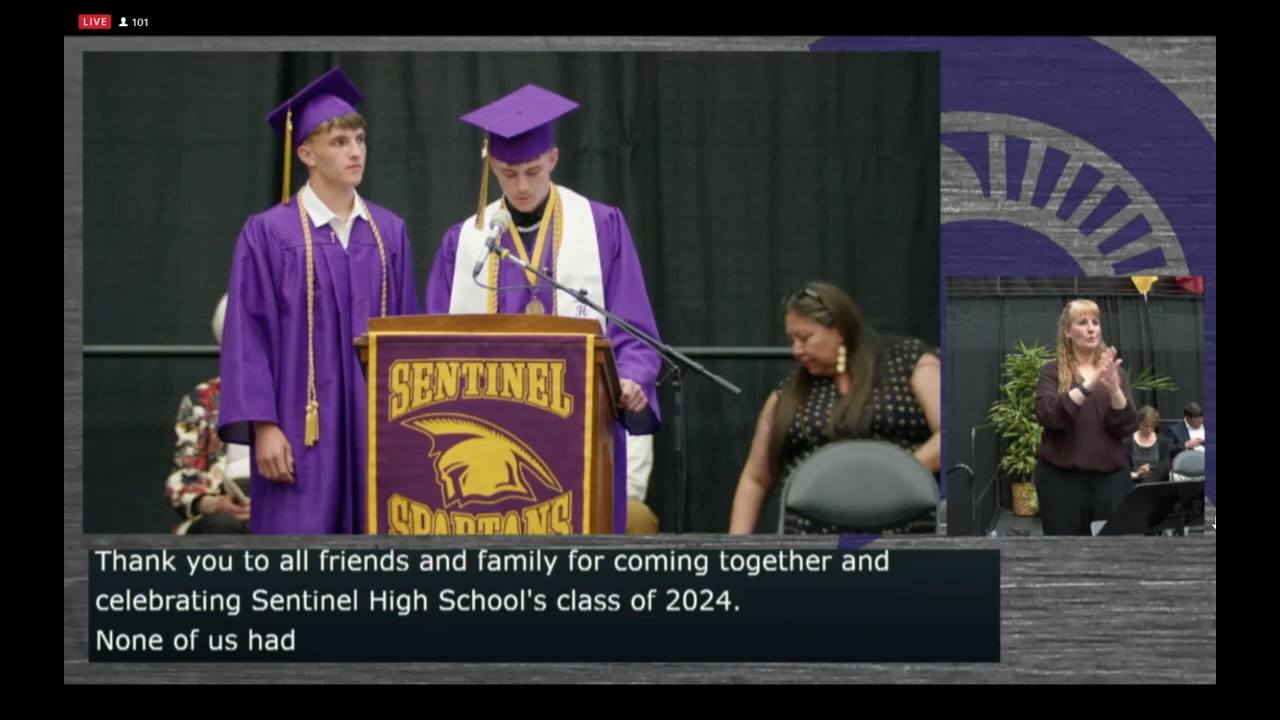 LIVE 101
SENTINEL
SPARTANS
H
Thank you to all friends and family for coming together and
celebrating Sentinel High School's class of 2024.
None of us had